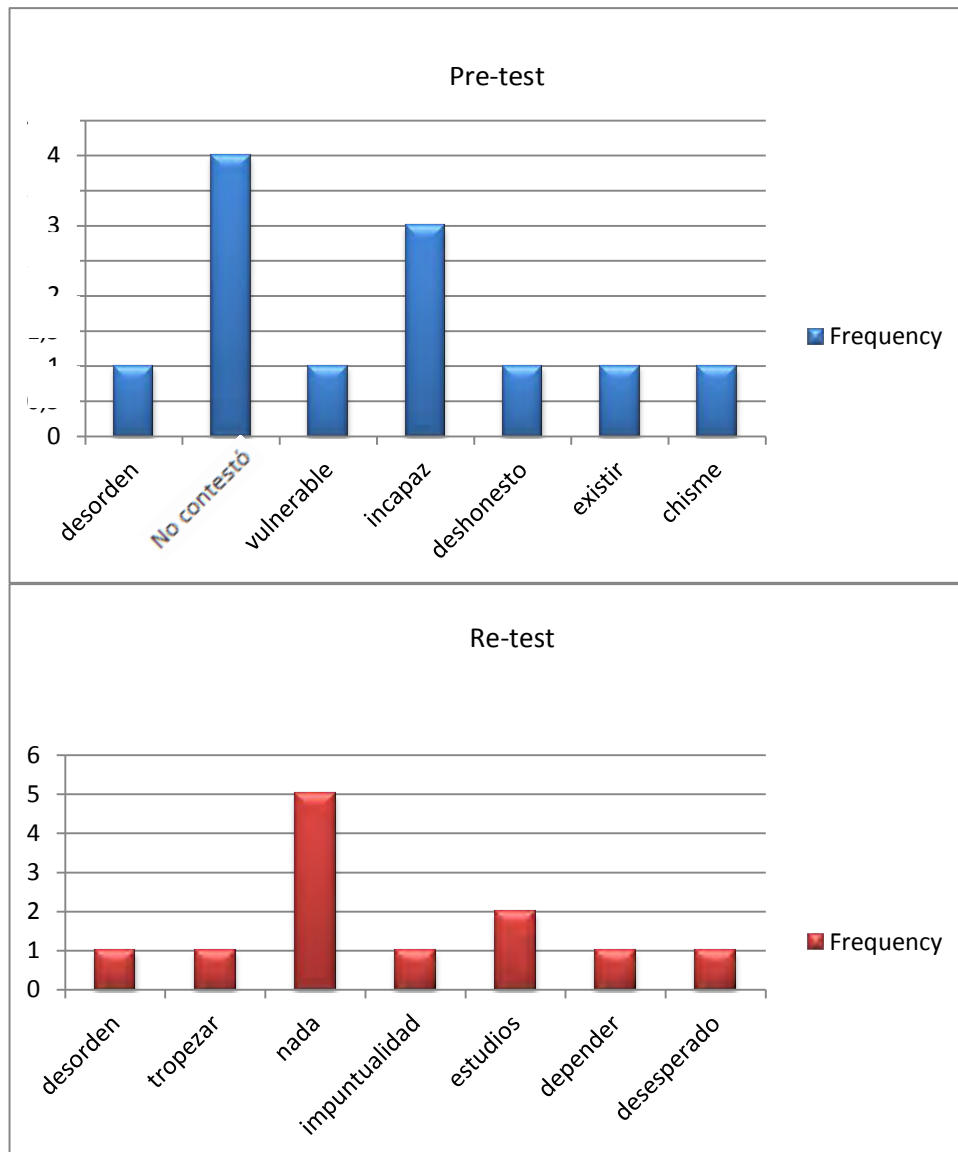 Pre-test
4
3
2
1
0
desorden
No contestó
vulnerable
incapaz
deshonesto
existir
chisme
Frequency
Re-test
6
5
4
3
2
1
0
desorden
tropezar
nada
impuntualidad
estudios
depender
desesperado
Frequency